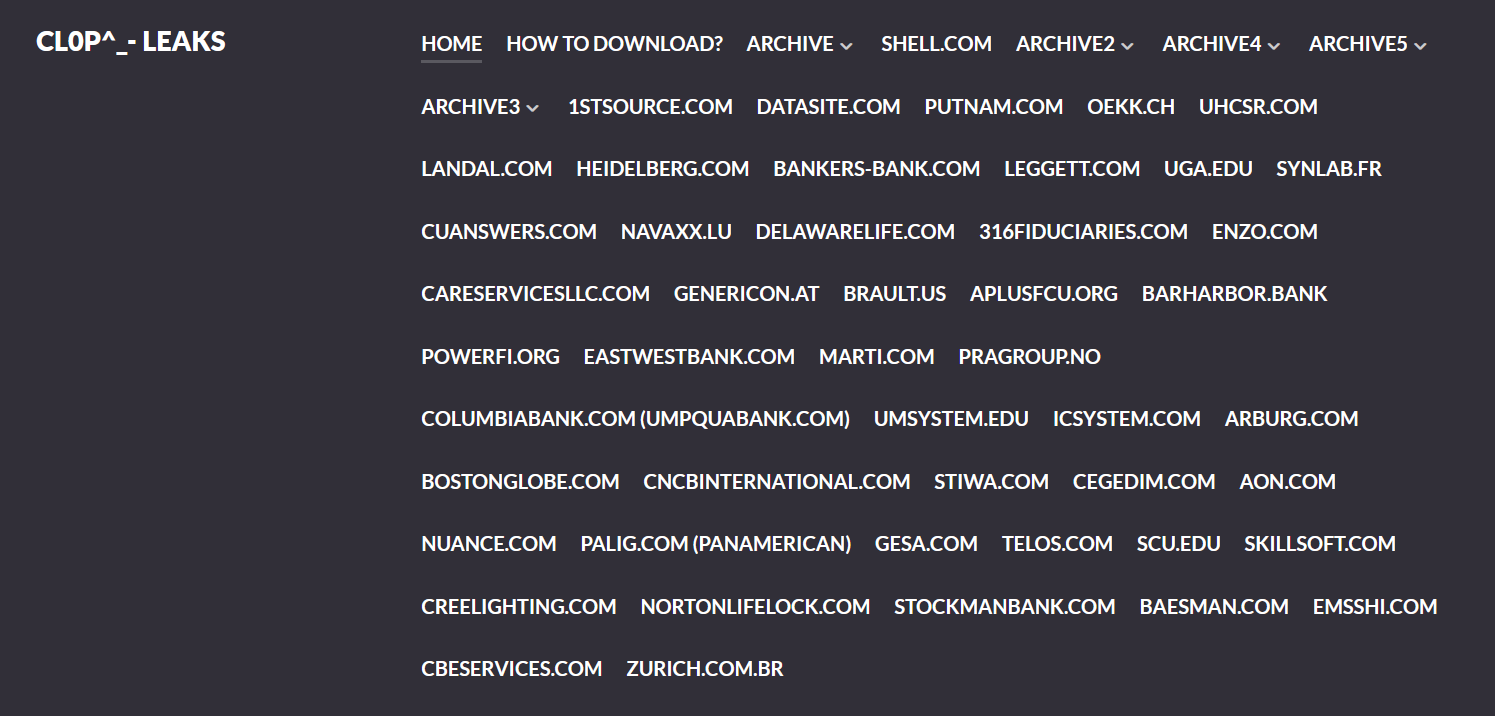 CL0P^_- LEAKS
HOME HOW TO DOWNLOAD? ARCHIVE SHELL.COM ARCHIVE2 ARCHIVE4 ARCHIVE5
ARCHIVE3 1STSOURCE.COM DATASITE.COM PUTNAM.COM OEKK.CH UHCSR.COM
LANDAL.COM HEIDELBERG.COM BANKERS-BANK.COM LEGGETT.COM UGA.EDU SYNLAB.FR
CUANSWERS.COM NAVAXX.LU DELAWARELIFE.COM 316FIDUCIARIES.COM ENZO.COM
CARESERVICESLLC.COM GENERICON.AT BRAULT.US APLUSFCU.ORG BARHARBOR.BANK
POWERFI.ORG EASTWESTBANK.COM MARTI.COM PRAGROUP.NO
COLUMBIABANK.COM (UMPQUABANK.COM) UMSYSTEM.EDU ICSYSTEM.COM ARBURG.COM
BOSTONGLOBE.COM CNCBINTERNATIONAL.COM STIWA.COM CEGEDIM.COM AON.COM
NUANCE.COM PALIG.COM (PANAMERICAN) GESA.COM TELOS.COM SCU.EDU SKILLSOFT.COM
CREELIGHTING.COM NORTONLIFELOCK.COM STOCKMANBANK.COM BAESMAN.COM EMSSHI.COM
CBESERVICES.COM ZURICH.COM.BR